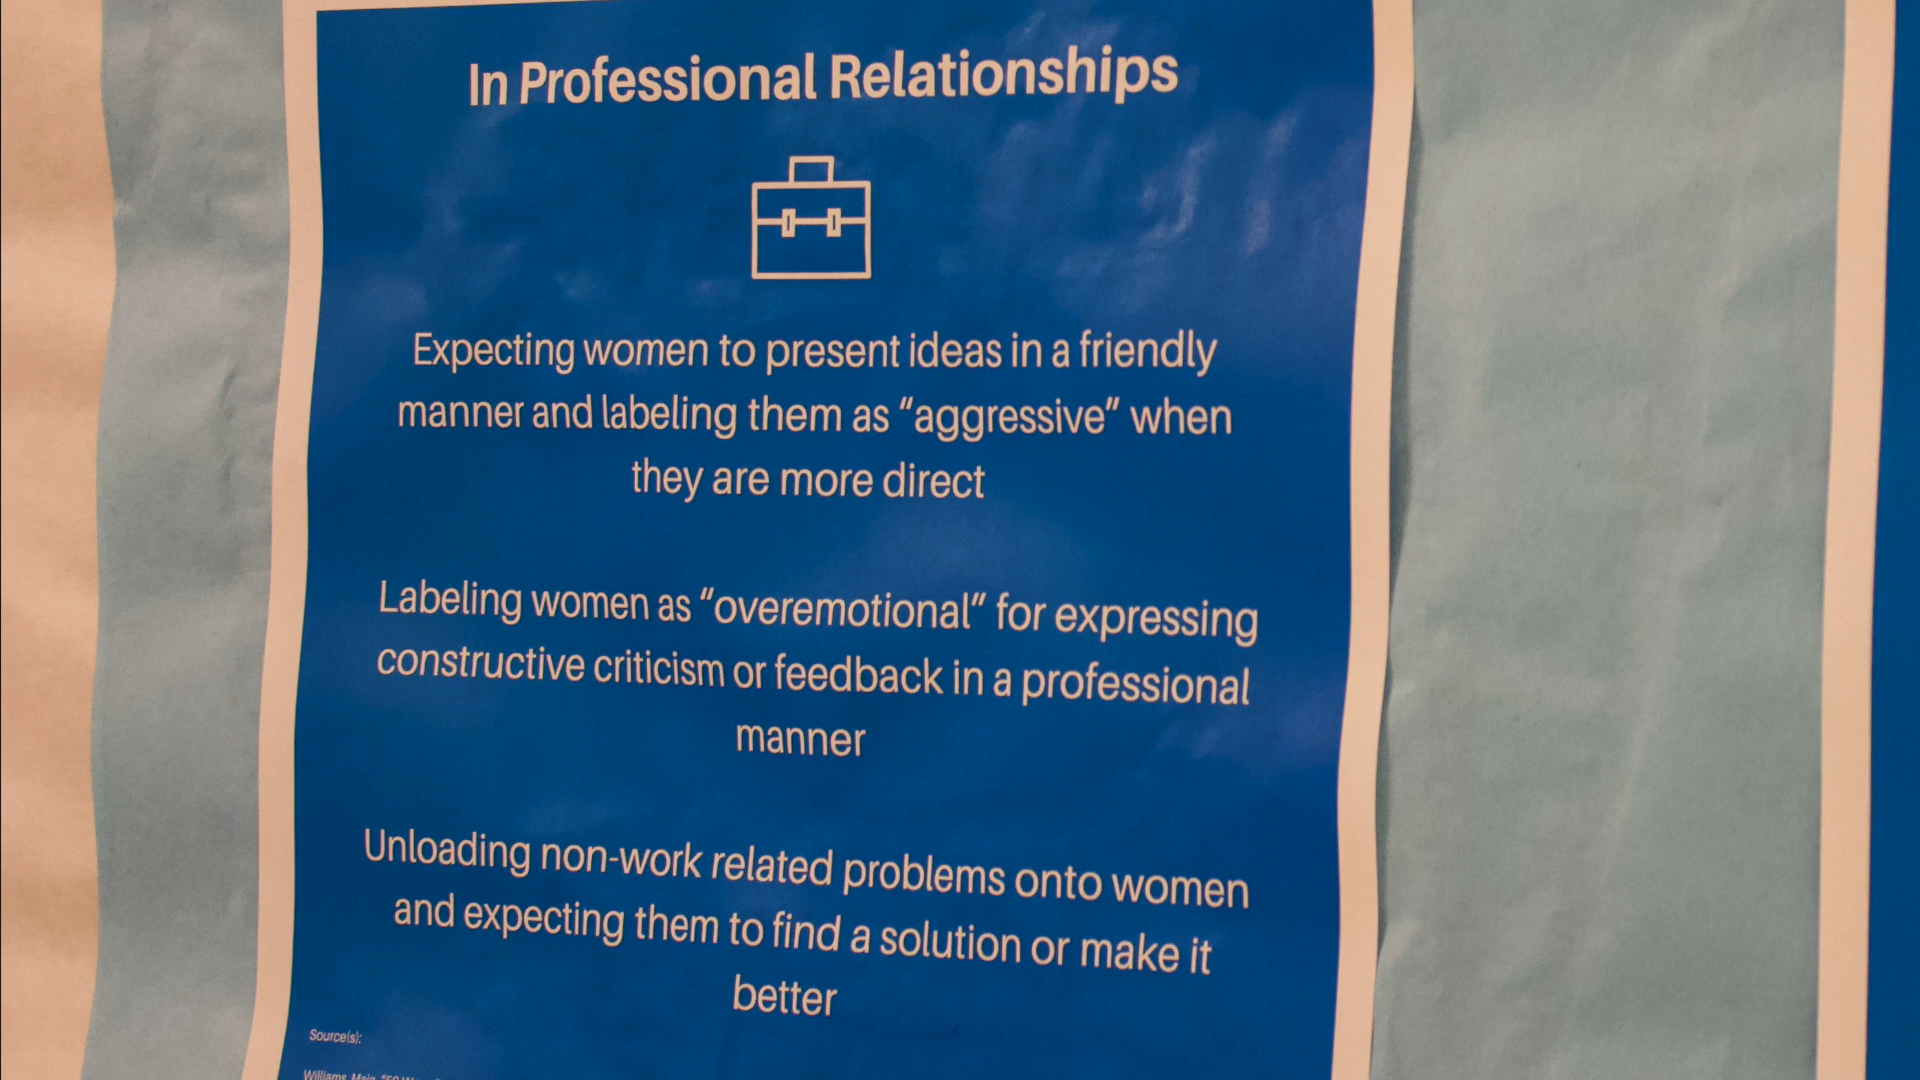 In Professional Relationships
Expecting women to present ideas in a friendly
manner and labeling them as “aggressive” when
they are more direct
Labeling women as “overemotional” for expressing
constructive criticism or feedback in a professional
manner
Unloading non-work related problems onto women
and expecting them to find a solution or make it
better
Source(s):
Williams,